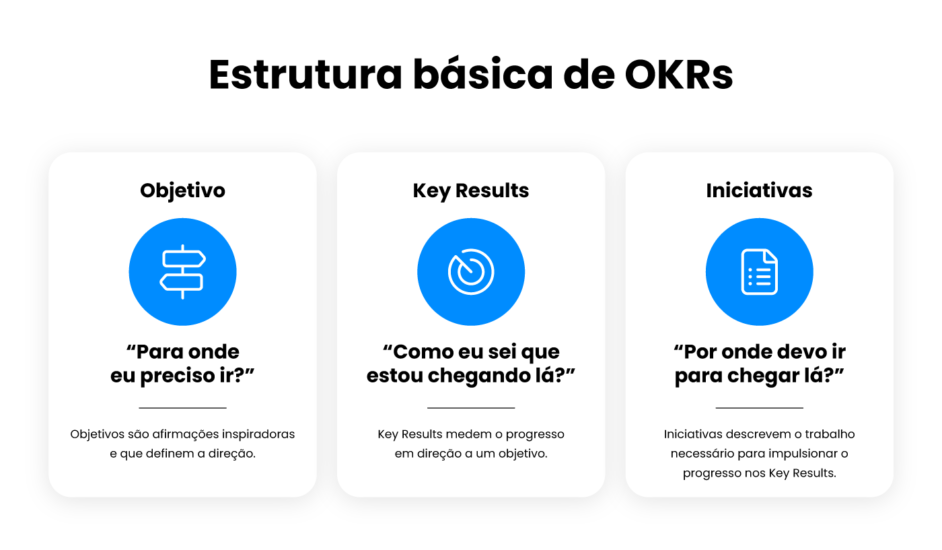 Estrutura básica de OKRs
Objetivo
“Para onde
eu preciso ir?”
Objetivos são afirmações inspiradoras
e que definem a direção.
Key Results
“Como eu sei que
estou chegando lá?”
Key Results medem o progresso
em direção a um objetivo.
Iniciativas
“Por onde devo ir
para chegar lá?”
Iniciativas descrevem o trabalho
necessário para impulsionar o
progresso nos Key Results.